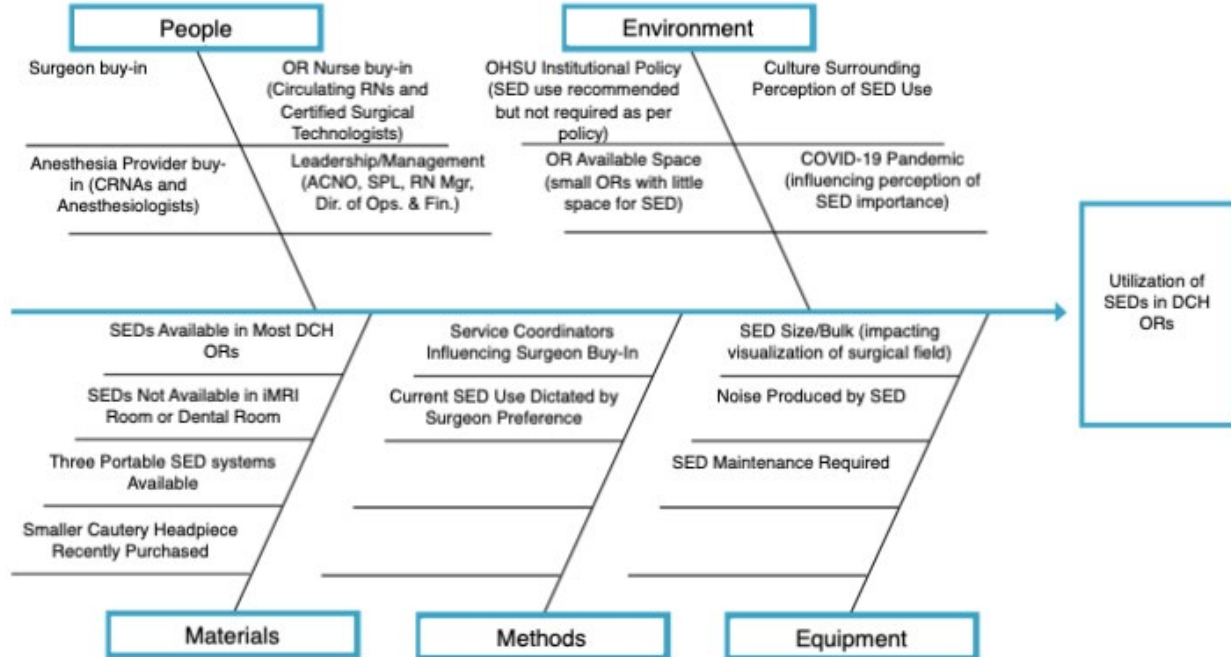 People
Environment
Surgeon buy-in
OR Nurse buy-in
(Circulating RNs and
Certified Surgical
Technologists)
OHSU Institutional Policy
(SED use recommended
but not required as per
policy)
Culture Surrounding
Perception of SED Use
Anesthesia Provider buy-
in (CRNAs and
Anesthesiologists)
Leadership/Management
(ACNO, SPL, RN Mgr,
Dir. of Ops. & Fin.)
OR Available Space
(small ORs with little
space for SED)
COVID-19 Pandemic
(influencing perception of
SED importance)
Utilization of
SEDs in DCH
ORs
SEDs Available in Most DCH
ORs
SEDs Not Available in iMRI
Room or Dental Room
Three Portable SED systems
Available
Smaller Cautery Headpiece
Recently Purchased
Service Coordinators
Influencing Surgeon Buy-In
Current SED Use Dictated by
Surgeon Preference
SED Size/Bulk (impacting
visualization of surgical field)
Noise Produced by SED
SED Maintenance Required
Materials
Methods
Equipment